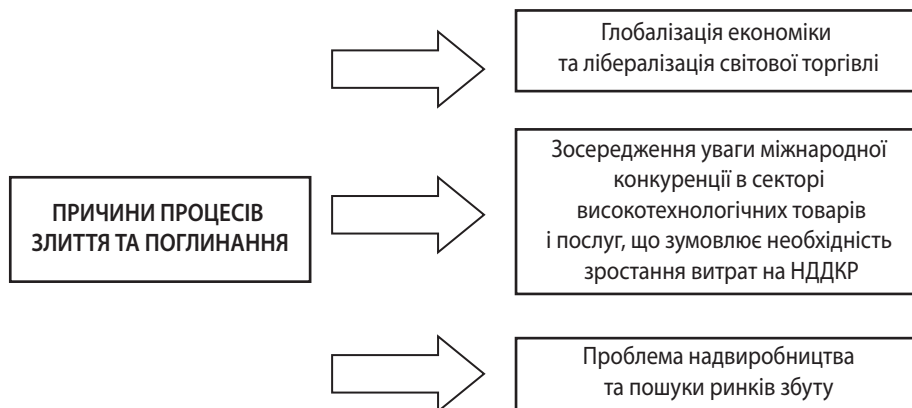 Глобалізація економіки
та лібералізація світової торгівлі
Зосередження уваги міжнародної
конкуренції в секторі
високотехнологічних товарів
і послуг, що зумовлює необхідність
зростання витрат на НДДКР
ПРИЧИНИ ПРОЦЕСІВ
ЗЛИТТЯ ТА ПОГЛИНАННЯ
Проблема надвиробництва
та пошуки ринків збуту